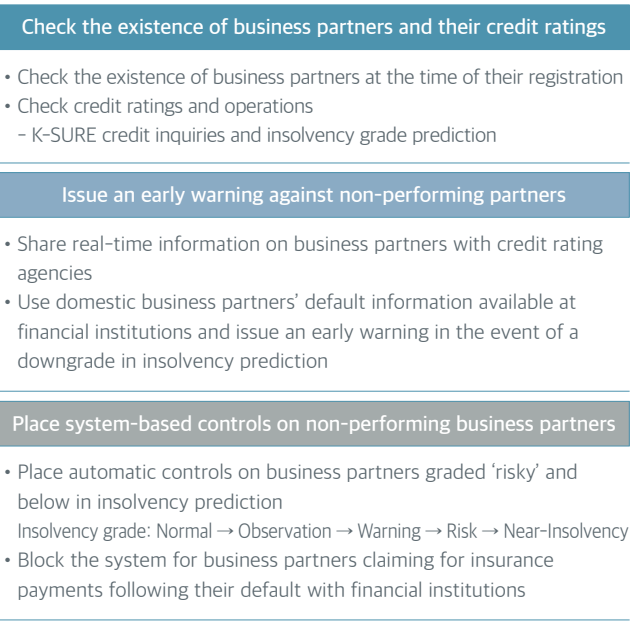 Check the existence of business partners and their credit ratings
• Check the existence of business partners at the time of their registration
• Check credit ratings and operations
– K-SURE credit inquiries and insolvency grade prediction
Issue an early warning against non-performing partners
• Share real-time information on business partners with credit rating
agencies
• Use domestic business partners’ default information available at
financial institutions and issue an early warning in the event of a
downgrade in insolvency prediction
Place system-based controls on non-performing business partners
• Place automatic controls on business partners graded ‘risky’ and
below in insolvency prediction
Insolvency grade: Normal → Observation → Warning → Risk → Near-Insolvency
• Block the system for business partners claiming for insurance
payments following their default with financial institutions